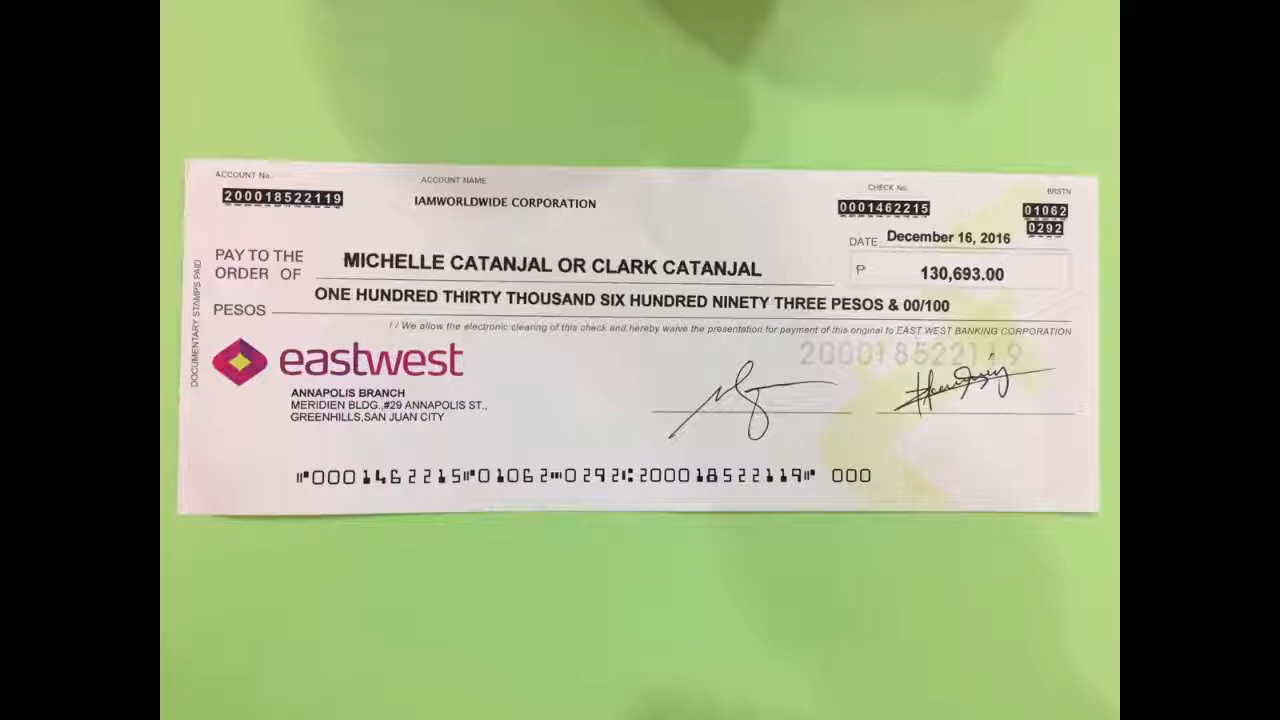 ACCOUNT No.
200018522119
ACCOUNT NAME
IAMWORLDWIDE CORPORATION
CHECK No.
0001462215
BRSTN
01062
0292
DATE December 16, 2016
PAY TO THE
ORDER OF
MICHELLE CATANJAL OR CLARK CATANJAL
P 130,693.00
PESOS ONE HUNDRED THIRTY THOUSAND SIX HUNDRED NINETY THREE PESOS & 00/100
I / We allow the electronic clearing of this check and hereby waive the presentation for payment of this original to EAST WEST BANKING CORPORATION
DOCUMENTARY STAMPS PAID
200018522119
eastwest
ANNAPOLIS BRANCH
MERIDIEN BLDG.,#29 ANNAPOLIS ST.,
GREENHILLS,SAN JUAN CITY
⑈0001462215⑈01062⑉0292⑆200018522119⑈ 000